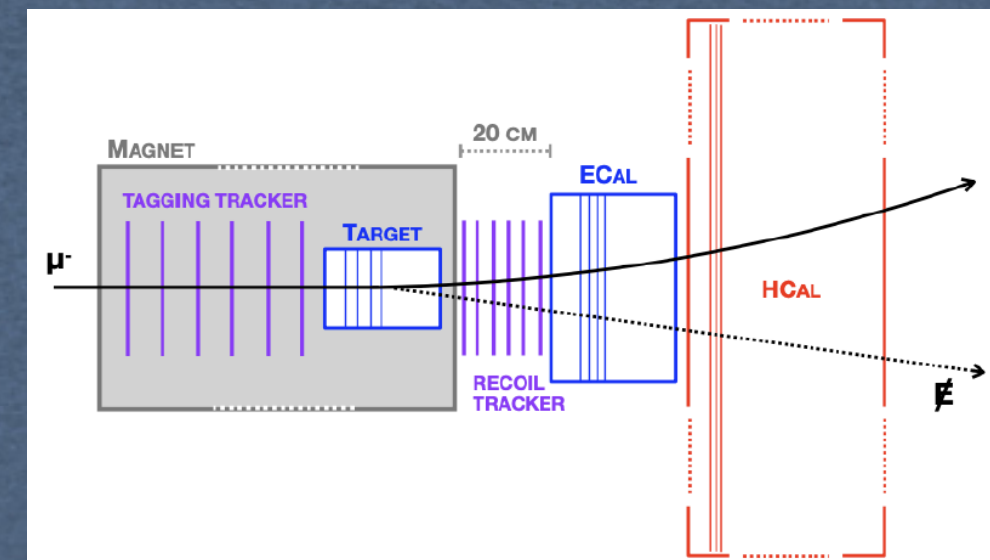 20 CM
MAGNET
ECAL
TAGGING TRACKER
TARGET
μ-
HCAL
RECOIL
TRACKER
E̸